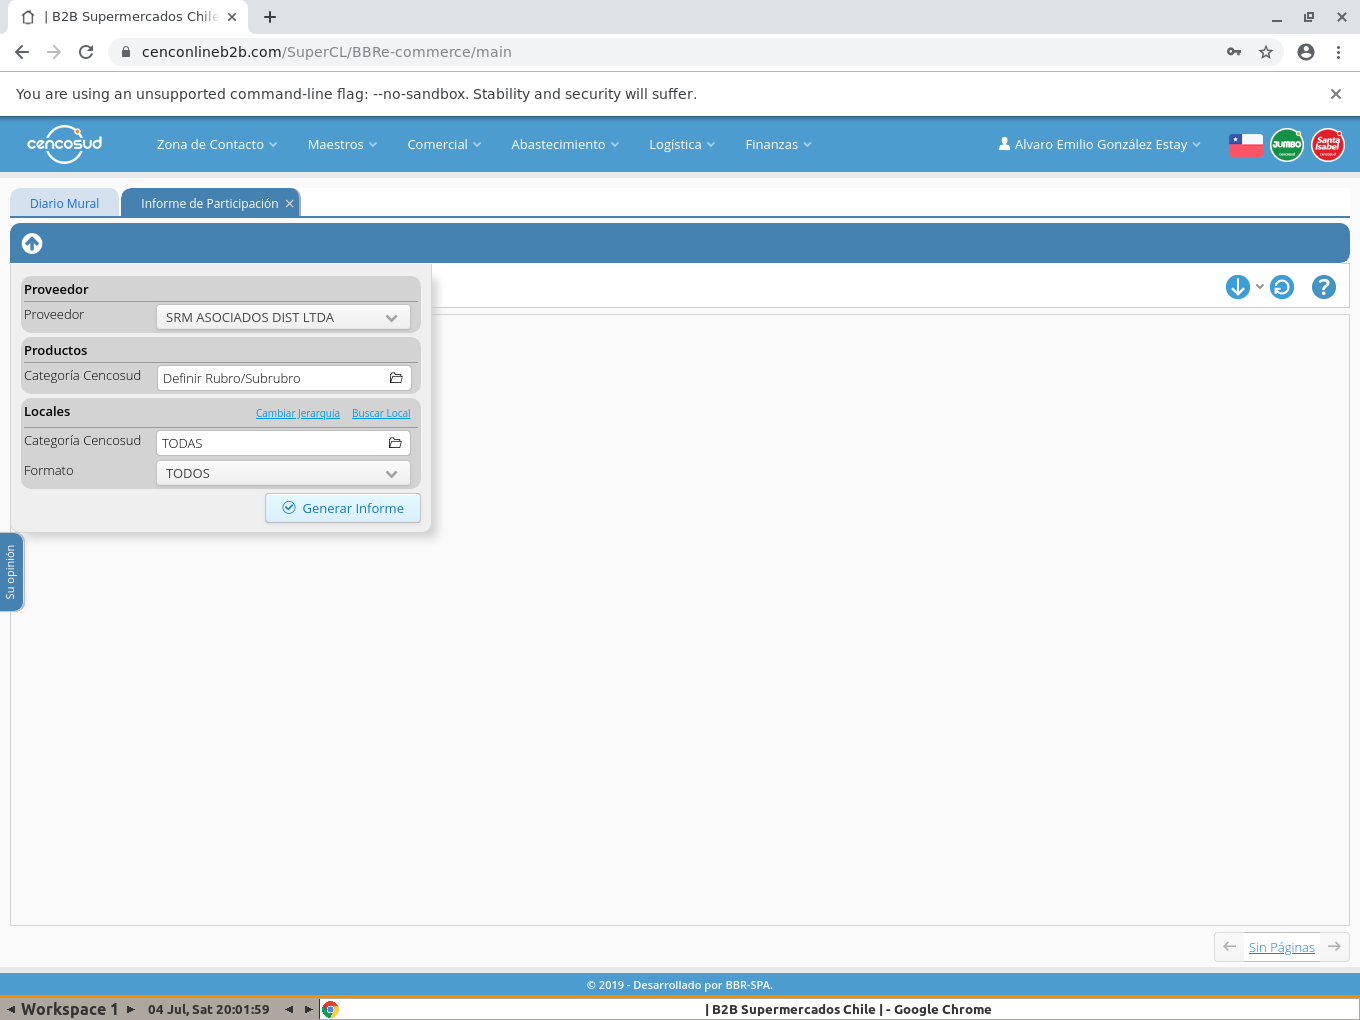 | B2B Supermercados Chile
cenconlineb2b.com/SuperCL/BBRe-commerce/main
You are using an unsupported command-line flag: --no-sandbox. Stability and security will suffer.
cencosud
Zona de Contacto
Maestros
Comercial
Abastecimiento
Logística
Finanzas
Alvaro Emilio González Estay
JUMBO
cencosud
Santa Isabel
cencosud
Diario Mural
Informe de Participación
Proveedor
Proveedor
SRM ASOCIADOS DIST LTDA
Productos
Categoría Cencosud
Definir Rubro/Subrubro
Locales
Cambiar Jerarquía
Buscar Local
Categoría Cencosud
TODAS
Formato
TODOS
Generar Informe
Su opinión
Sin Páginas
© 2019 - Desarrollado por BBR-SPA.
Workspace 1
04 Jul, Sat 20:01:59
| B2B Supermercados Chile | - Google Chrome